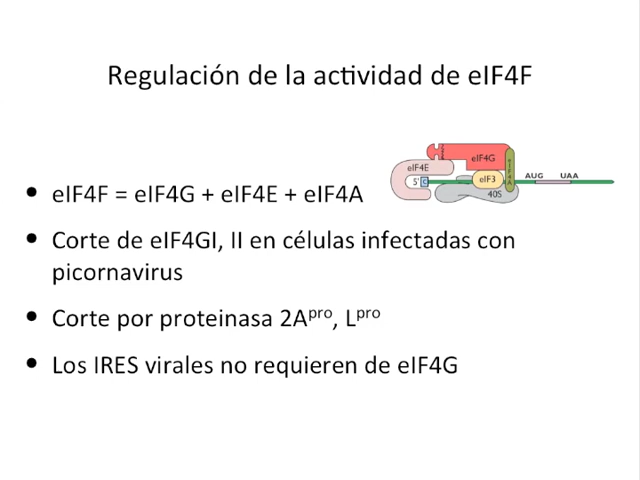 Regulación de la actividad de eIF4F
eIF4G
eIF4E
eIF4A
eIF3
5'
C
40S
AUG UAA
• eIF4F = eIF4G + eIF4E + eIF4A
• Corte de eIF4GI, II en células infectadas con
picornavirus
• Corte por proteinasa 2Apro, Lpro
• Los IRES virales no requieren de eIF4G